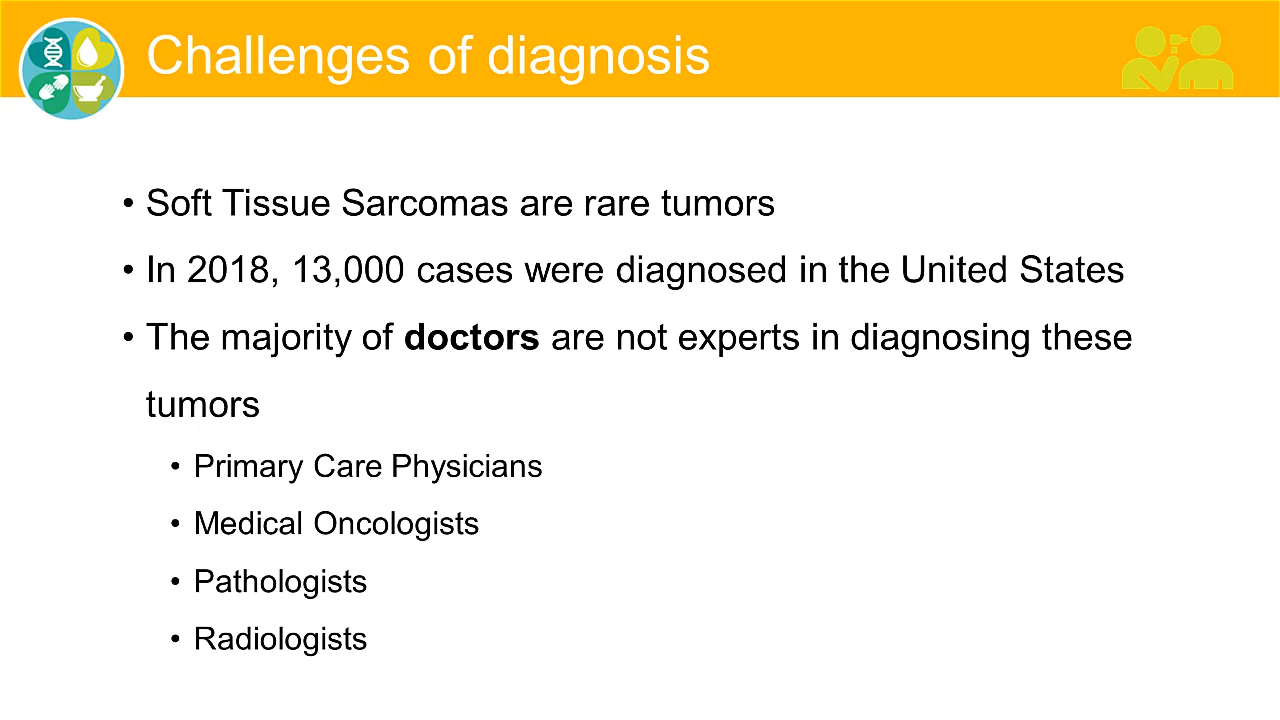 Challenges of diagnosis
• Soft Tissue Sarcomas are rare tumors
• In 2018, 13,000 cases were diagnosed in the United States
• The majority of doctors are not experts in diagnosing these
tumors
• Primary Care Physicians
• Medical Oncologists
• Pathologists
• Radiologists